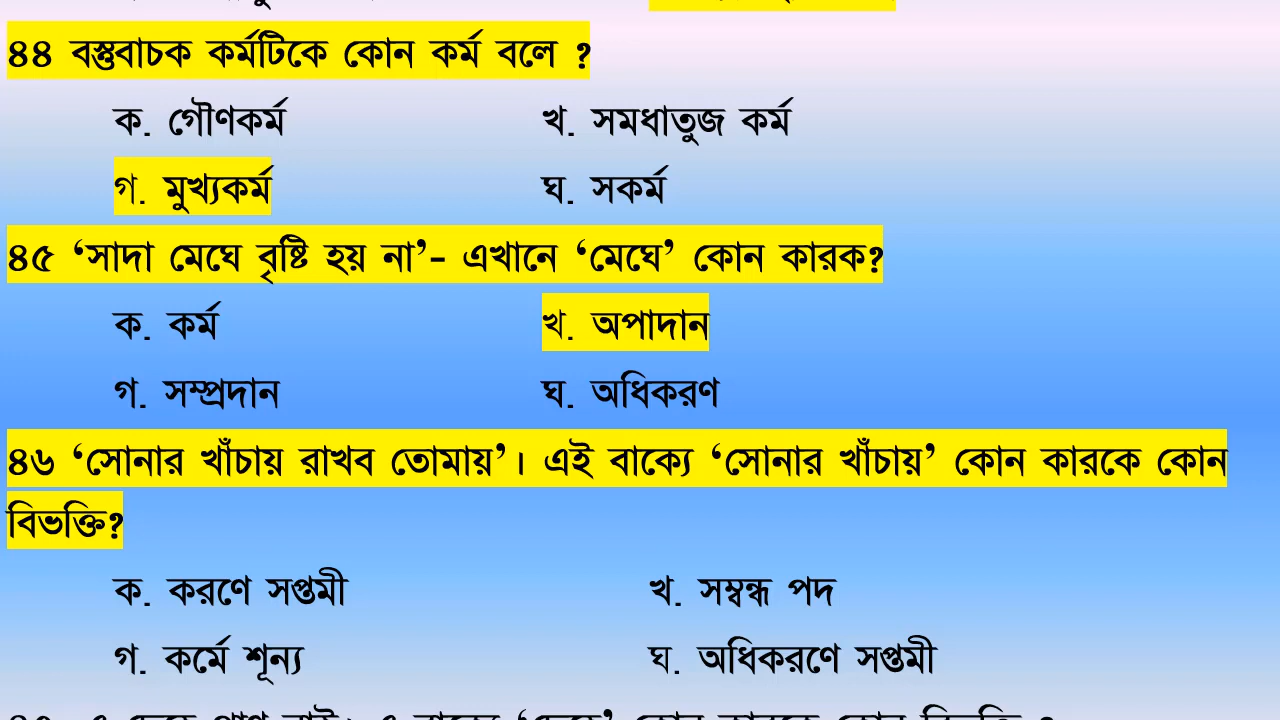 ৪৪ বস্তুবাচক কর্মটিকে কোন কর্ম বলে ?
ক. গৌণকর্ম খ. সমধাতুজ কর্ম
গ. মুখ্যকর্ম ঘ. সকর্ম
৪৫ ‘সাদা মেঘে বৃষ্টি হয় না’- এখানে ‘মেঘে’ কোন কারক?
ক. কর্ম খ. অপাদান
গ. সম্প্রদান ঘ. অধিকরণ
৪৬ ‘সোনার খাঁচায় রাখব তোমায়’। এই বাক্যে ‘সোনার খাঁচায়’ কোন কারকে কোন
বিভক্তি?
ক. করণে সপ্তমী খ. সম্বন্ধ পদ
গ. কর্মে শূন্য ঘ. অধিকরণে সপ্তমী